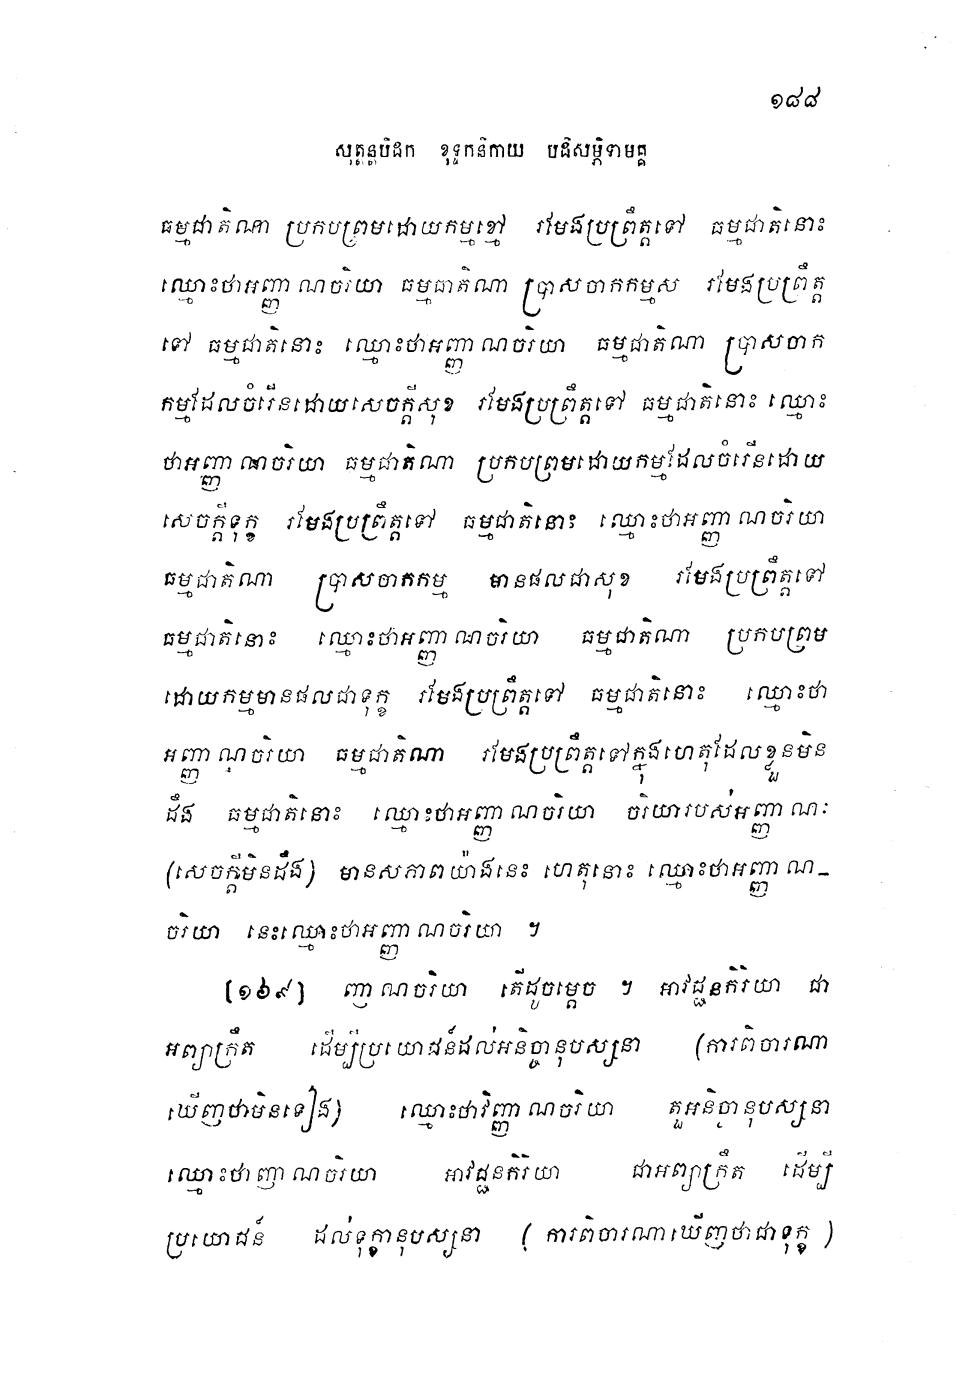 ១៨៨
សុត្តន្តបិដក ខុទ្ទកនិកាយ បដិសម្ភិទាមគ្គ
ធម្មជាតិណា ប្រកបព្រមដោយកម្មខ្មៅ រមែងប្រព្រឹត្តទៅ ធម្មជាតិនោះ
ឈ្មោះថាអញ្ញាណចរិយា ធម្មជាតិណា ប្រាសចាកកម្មស រមែងប្រព្រឹត្ត
ទៅ ធម្មជាតិនោះ ឈ្មោះថាអញ្ញាណចរិយា ធម្មជាតិណា ប្រាសចាក
កម្មដែលចំរើនដោយសេចក្តីសុខ រមែងប្រព្រឹត្តទៅ ធម្មជាតិនោះ ឈ្មោះ
ថាអញ្ញាណចរិយា ធម្មជាតិណា ប្រកបព្រមដោយកម្មដែលចំរើនដោយ
សេចក្តីទុក្ខ រមែងប្រព្រឹត្តទៅ ធម្មជាតិនោះ ឈ្មោះថាអញ្ញាណចរិយា
ធម្មជាតិណា ប្រាសចាកកម្ម មានផលជាសុខ រមែងប្រព្រឹត្តទៅ
ធម្មជាតិនោះ ឈ្មោះថាអញ្ញាណចរិយា ធម្មជាតិណា ប្រកបព្រម
ដោយកម្មមានផលជាទុក្ខ រមែងប្រព្រឹត្តទៅ ធម្មជាតិនោះ ឈ្មោះថា
អញ្ញាណចរិយា ធម្មជាតិណា រមែងប្រព្រឹត្តទៅក្នុងហេតុដែលខ្លួនមិន
ដឹង ធម្មជាតិនោះ ឈ្មោះថាអញ្ញាណចរិយា ចរិយារបស់អញ្ញាណៈ
(សេចក្តីមិនដឹង) មានសភាពយ៉ាងនេះ ហេតុនោះ ឈ្មោះថាអញ្ញាណ-
ចរិយា នេះឈ្មោះថាអញ្ញាណចរិយា ។
[១៦៩] ញាណចរិយា តើដូចម្តេច ។ អាវជ្ជនកិរិយា ជា
អព្យាក្រឹត ដើម្បីប្រយោជន៍ដល់អនិច្ចានុបស្សនា (ការពិចារណា
ឃើញថាមិនទៀង) ឈ្មោះថាវិញ្ញាណចរិយា តួអនិច្ចានុបស្សនា
ឈ្មោះថាញាណចរិយា អាវជ្ជនកិរិយា ជាអព្យាក្រឹត ដើម្បី
ប្រយោជន៍ ដល់ទុក្ខានុបស្សនា (ការពិចារណាឃើញថាជាទុក្ខ)